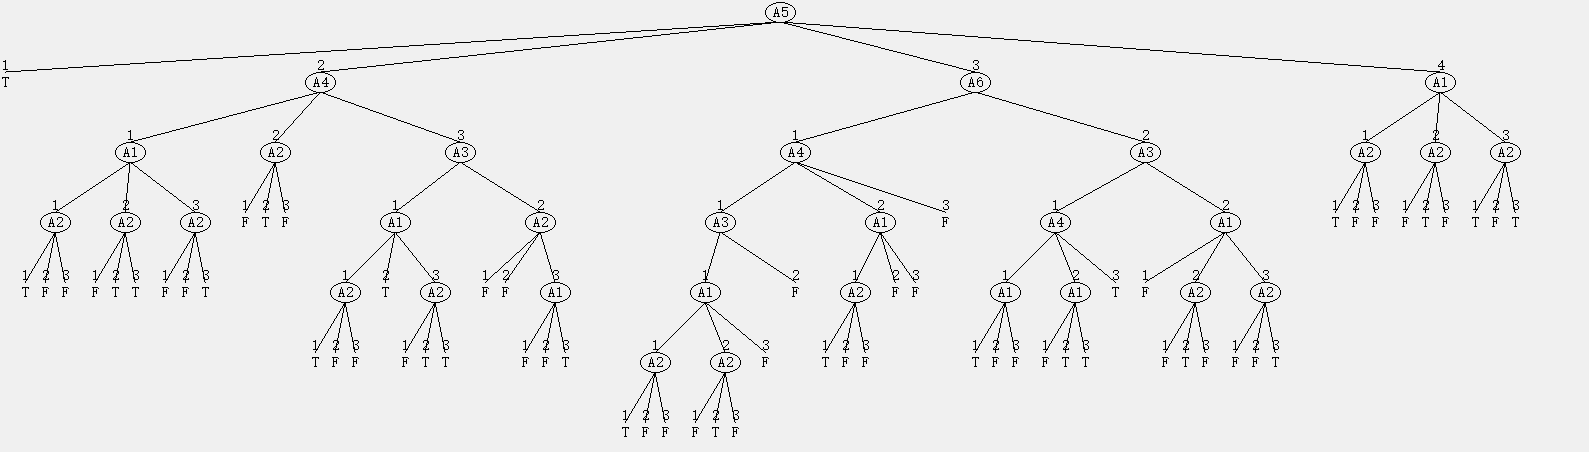 A5
1 2 3 4
T A4 A6 A1
1 2 3 1 2 1 2 3
A1 A2 A3 A4 A3 A2 A2 A2
1 2 3 1 2 3 1 2 1 2 3 1 2 1 2 3 1 2 3 1 2 3
A2 A2 A2 F T F A1 A2 A3 A1 F A4 A1 T F F F T F T F T
1 2 3 1 2 3 1 2 3 1 2 3 1 2 3 1 2 1 2 3 1 2 3 1 2 3
T F F F T T F F T A2 T A2 F F A1 A1 F A2 F F A1 A1 T F A2 A2
1 2 3 1 2 3 1 2 3 1 2 3 1 2 3 1 2 3 1 2 3 1 2 3 1 2 3
T F F F T T F F T A2 A2 F T F F T F F F T T F T F F F T
1 2 3 1 2 3
T F F F T F